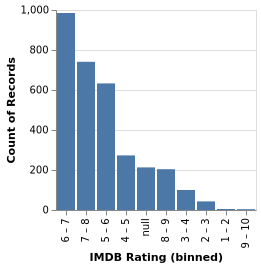 1,000
800
600
400
200
0
Count of Records
6 – 7
7 – 8
5 – 6
4 – 5
null
8 – 9
3 – 4
2 – 3
1 – 2
9 – 10
IMDB Rating (binned)